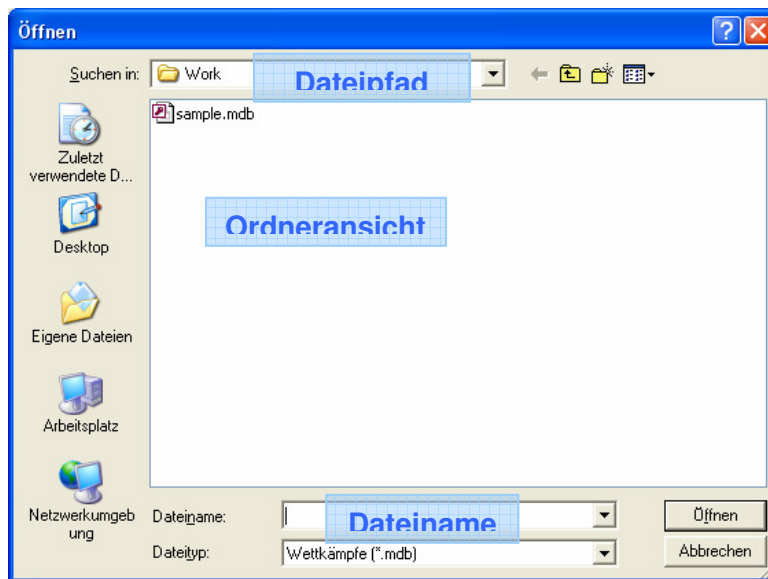 Öffnen
Suchen in: Work Dateipfad
sample.mdb
Zuletzt
verwendete D...
Ordneransicht
Desktop
Eigene Dateien
Arbeitsplatz
Netzwerkumgeb
ung
Dateiname: Dateiname Öffnen
Dateityp: Wettkämpfe (*.mdb) Abbrechen